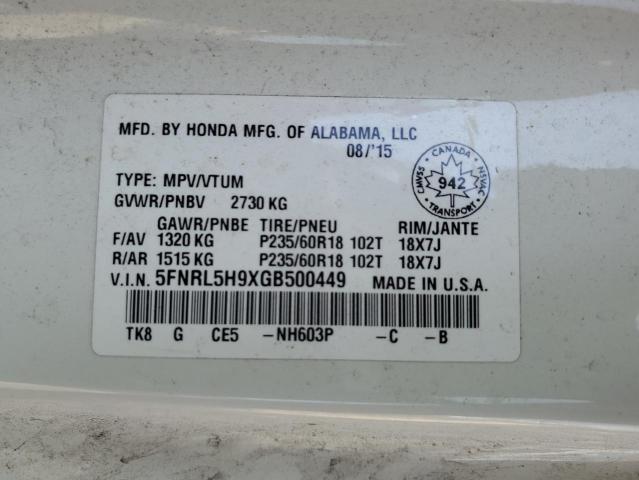 MFD. BY HONDA MFG. OF ALABAMA, LLC
08/'15
CANADA
CMVSS 942 NSVAC
TRANSPORT
TYPE: MPV/VTUM
GVWR/PNBV 2730 KG
GAWR/PNBE TIRE/PNEU RIM/JANTE
F/AV 1320 KG P235/60R18 102T 18X7J
R/AR 1515 KG P235/60R18 102T 18X7J
V.I.N. 5FNRL5H9XGB500449 MADE IN U.S.A.
TK8 G CE5 -NH603P -C -B